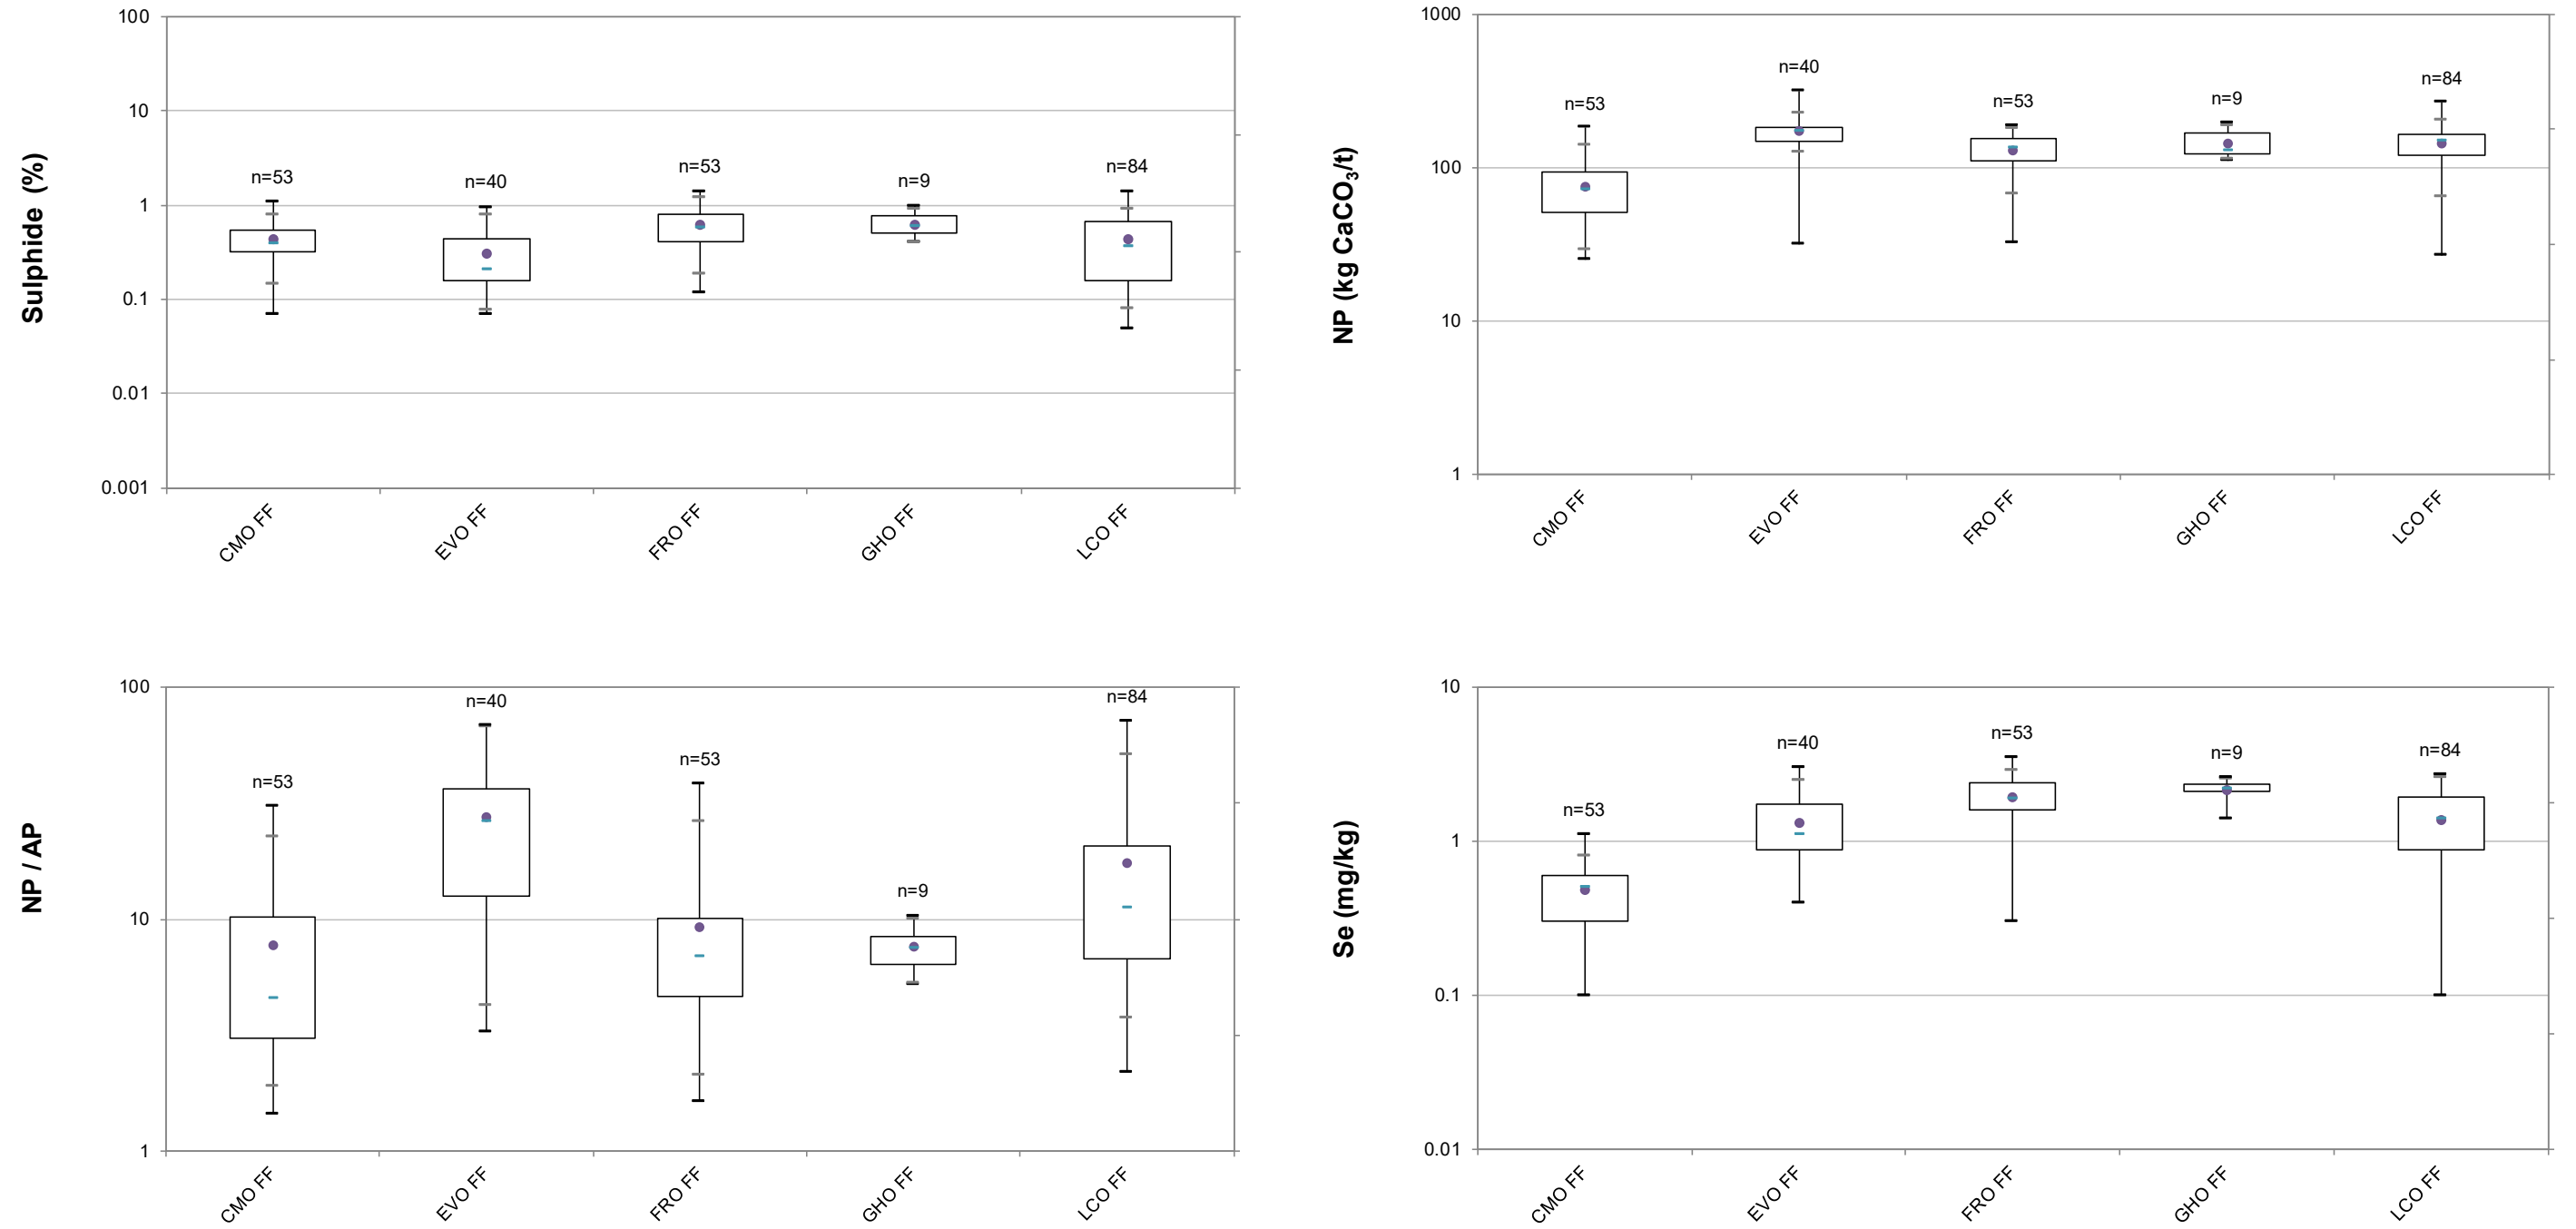 Sulphide (%)
100
10
1
0.1
0.01
0.001
n=53
n=40
n=53
n=9
n=84
CMO FF
EVO FF
FRO FF
GHO FF
LCO FF
NP (kg CaCO₃/t)
1000
100
10
1
n=53
n=40
n=53
n=9
n=84
CMO FF
EVO FF
FRO FF
GHO FF
LCO FF
NP / AP
100
10
1
n=53
n=40
n=53
n=9
n=84
CMO FF
EVO FF
FRO FF
GHO FF
LCO FF
Se (mg/kg)
10
1
0.1
0.01
n=53
n=40
n=53
n=9
n=84
CMO FF
EVO FF
FRO FF
GHO FF
LCO FF